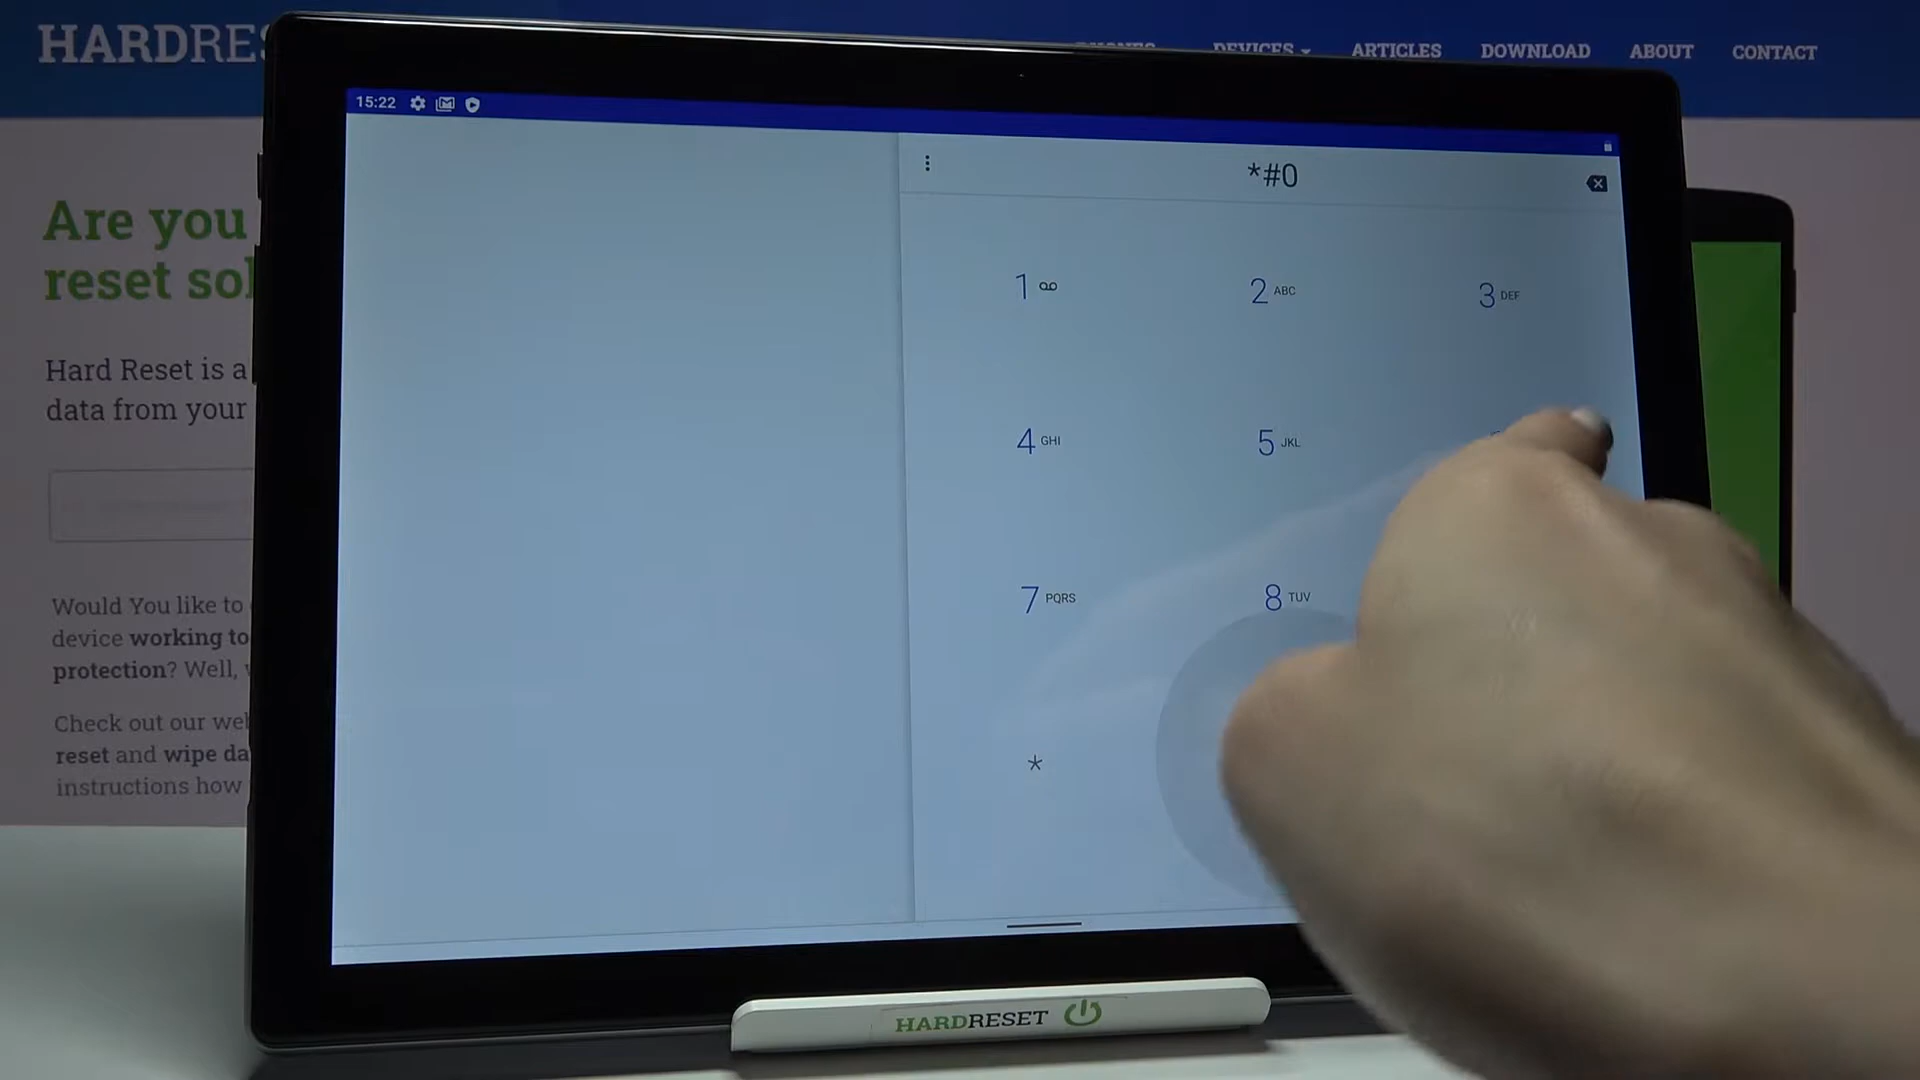 HARDRES
DEVICES
ARTICLES
DOWNLOAD
ABOUT
CONTACT
15:22
*#0
Are you
reset sol
Hard Reset is a
data from your
Would You like to
device working to
protection? Well,
Check out our web
reset and wipe da
instructions how
1
2 ABC
3 DEF
4 GHI
5 JKL
7 PQRS
8 TUV
*
HARDRESET